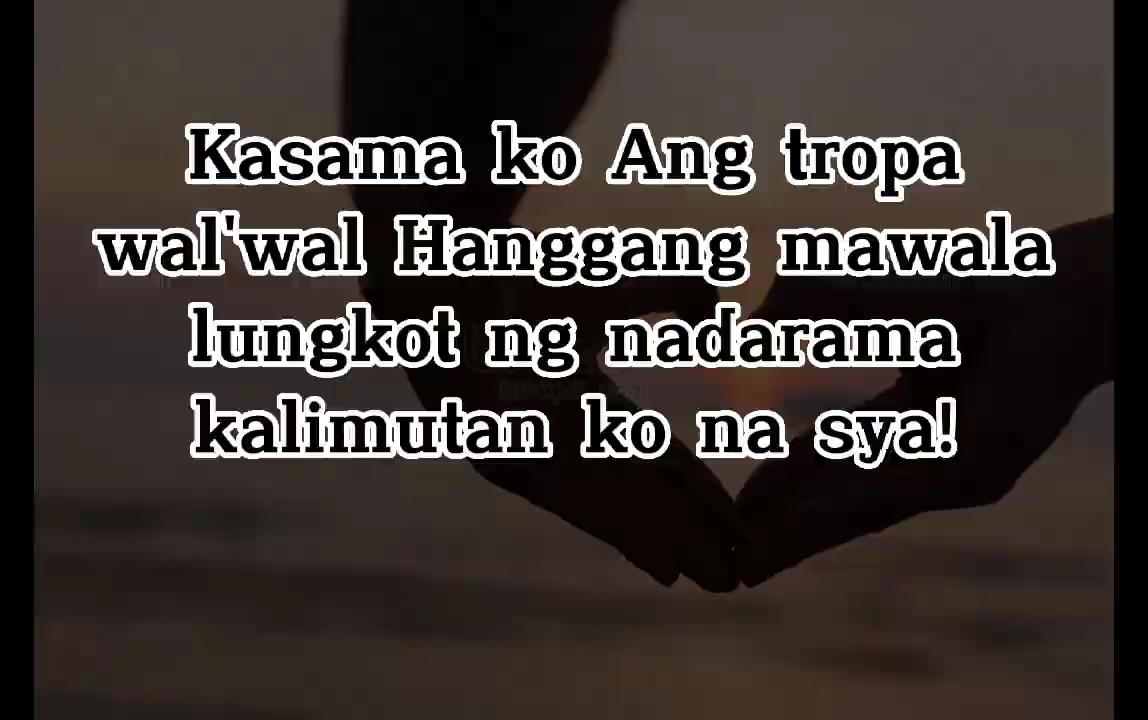 Kasama ko Ang tropa
wal'wal Hanggang mawala
lungkot ng nadarama
kalimutan ko na sya!